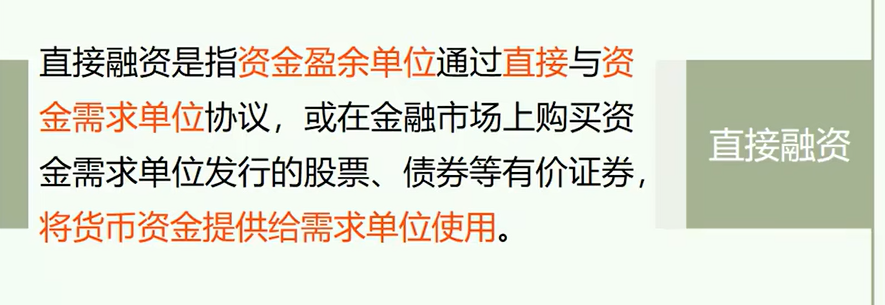 直接融资是指资金盈余单位通过直接与资
金需求单位协议，或在金融市场上购买资
金需求单位发行的股票、债券等有价证券，
将货币资金提供给需求单位使用。
直接融资